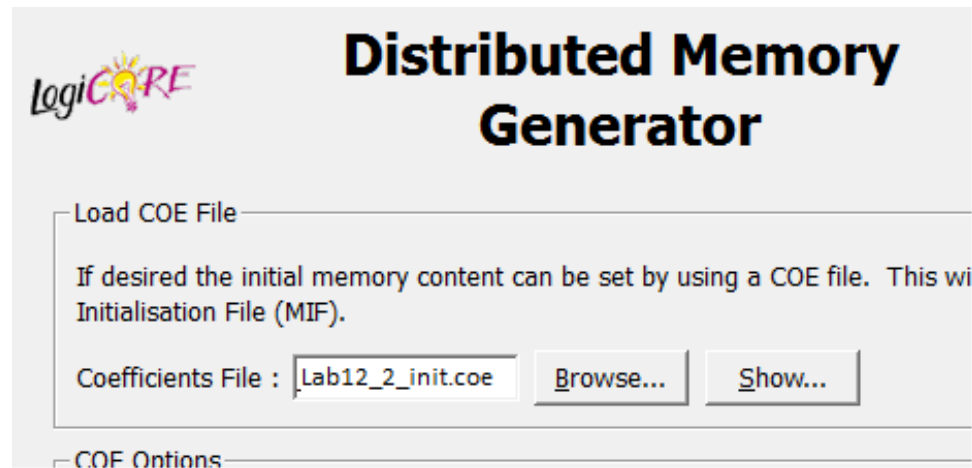 LogiCORE
Distributed Memory
Generator
Load COE File
If desired the initial memory content can be set by using a COE file. This wi
Initialisation File (MIF).
Coefficients File : Lab12_2_init.coe Browse... Show...
COE Options